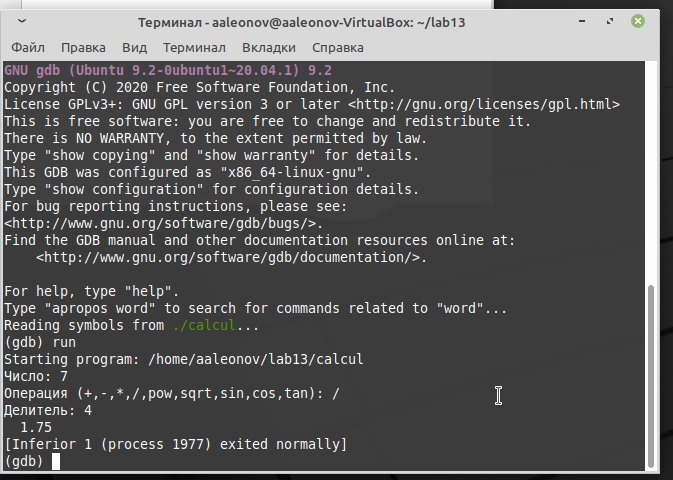 Терминал - aaleonov@aaleonov-VirtualBox: ~/lab13
Файл Правка Вид Терминал Вкладки Справка
GNU gdb (Ubuntu 9.2-0ubuntu1~20.04.1) 9.2
Copyright (C) 2020 Free Software Foundation, Inc.
License GPLv3+: GNU GPL version 3 or later <http://gnu.org/licenses/gpl.html>
This is free software: you are free to change and redistribute it.
There is NO WARRANTY, to the extent permitted by law.
Type "show copying" and "show warranty" for details.
This GDB was configured as "x86_64-linux-gnu".
Type "show configuration" for configuration details.
For bug reporting instructions, please see:
<http://www.gnu.org/software/gdb/bugs/>.
Find the GDB manual and other documentation resources online at:
    <http://www.gnu.org/software/gdb/documentation/>.
For help, type "help".
Type "apropos word" to search for commands related to "word"...
Reading symbols from ./calcul...
(gdb) run
Starting program: /home/aaleonov/lab13/calcul
Число: 7
Операция (+,-,*,/,pow,sqrt,sin,cos,tan): /
Делитель: 4
  1.75
[Inferior 1 (process 1977) exited normally]
(gdb)